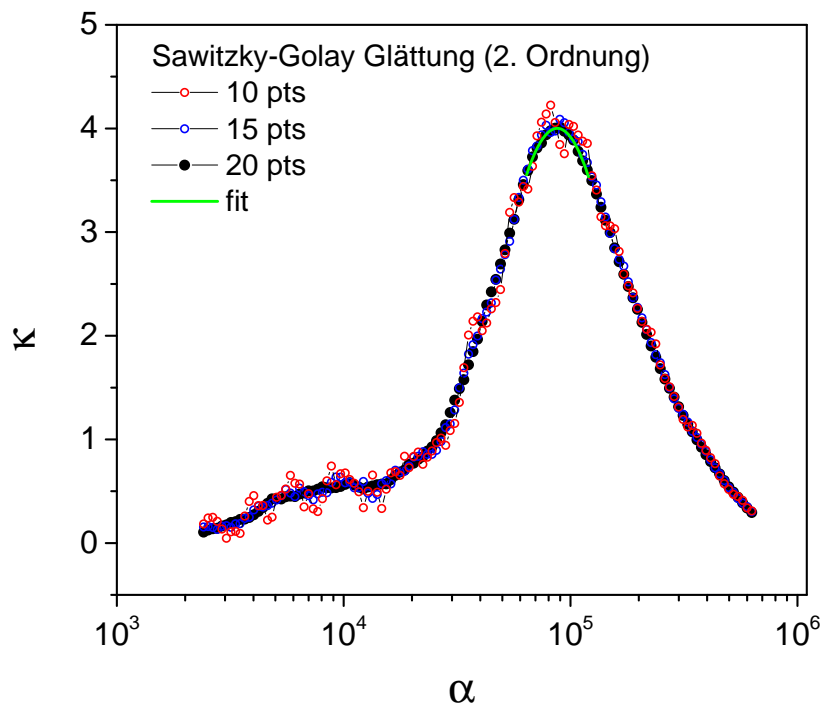 Sawitzky-Golay Glättung (2. Ordnung)
10 pts
15 pts
20 pts
fit
5
4
3
2
1
0
κ
10³ 10⁴ 10⁵ 10⁶
α